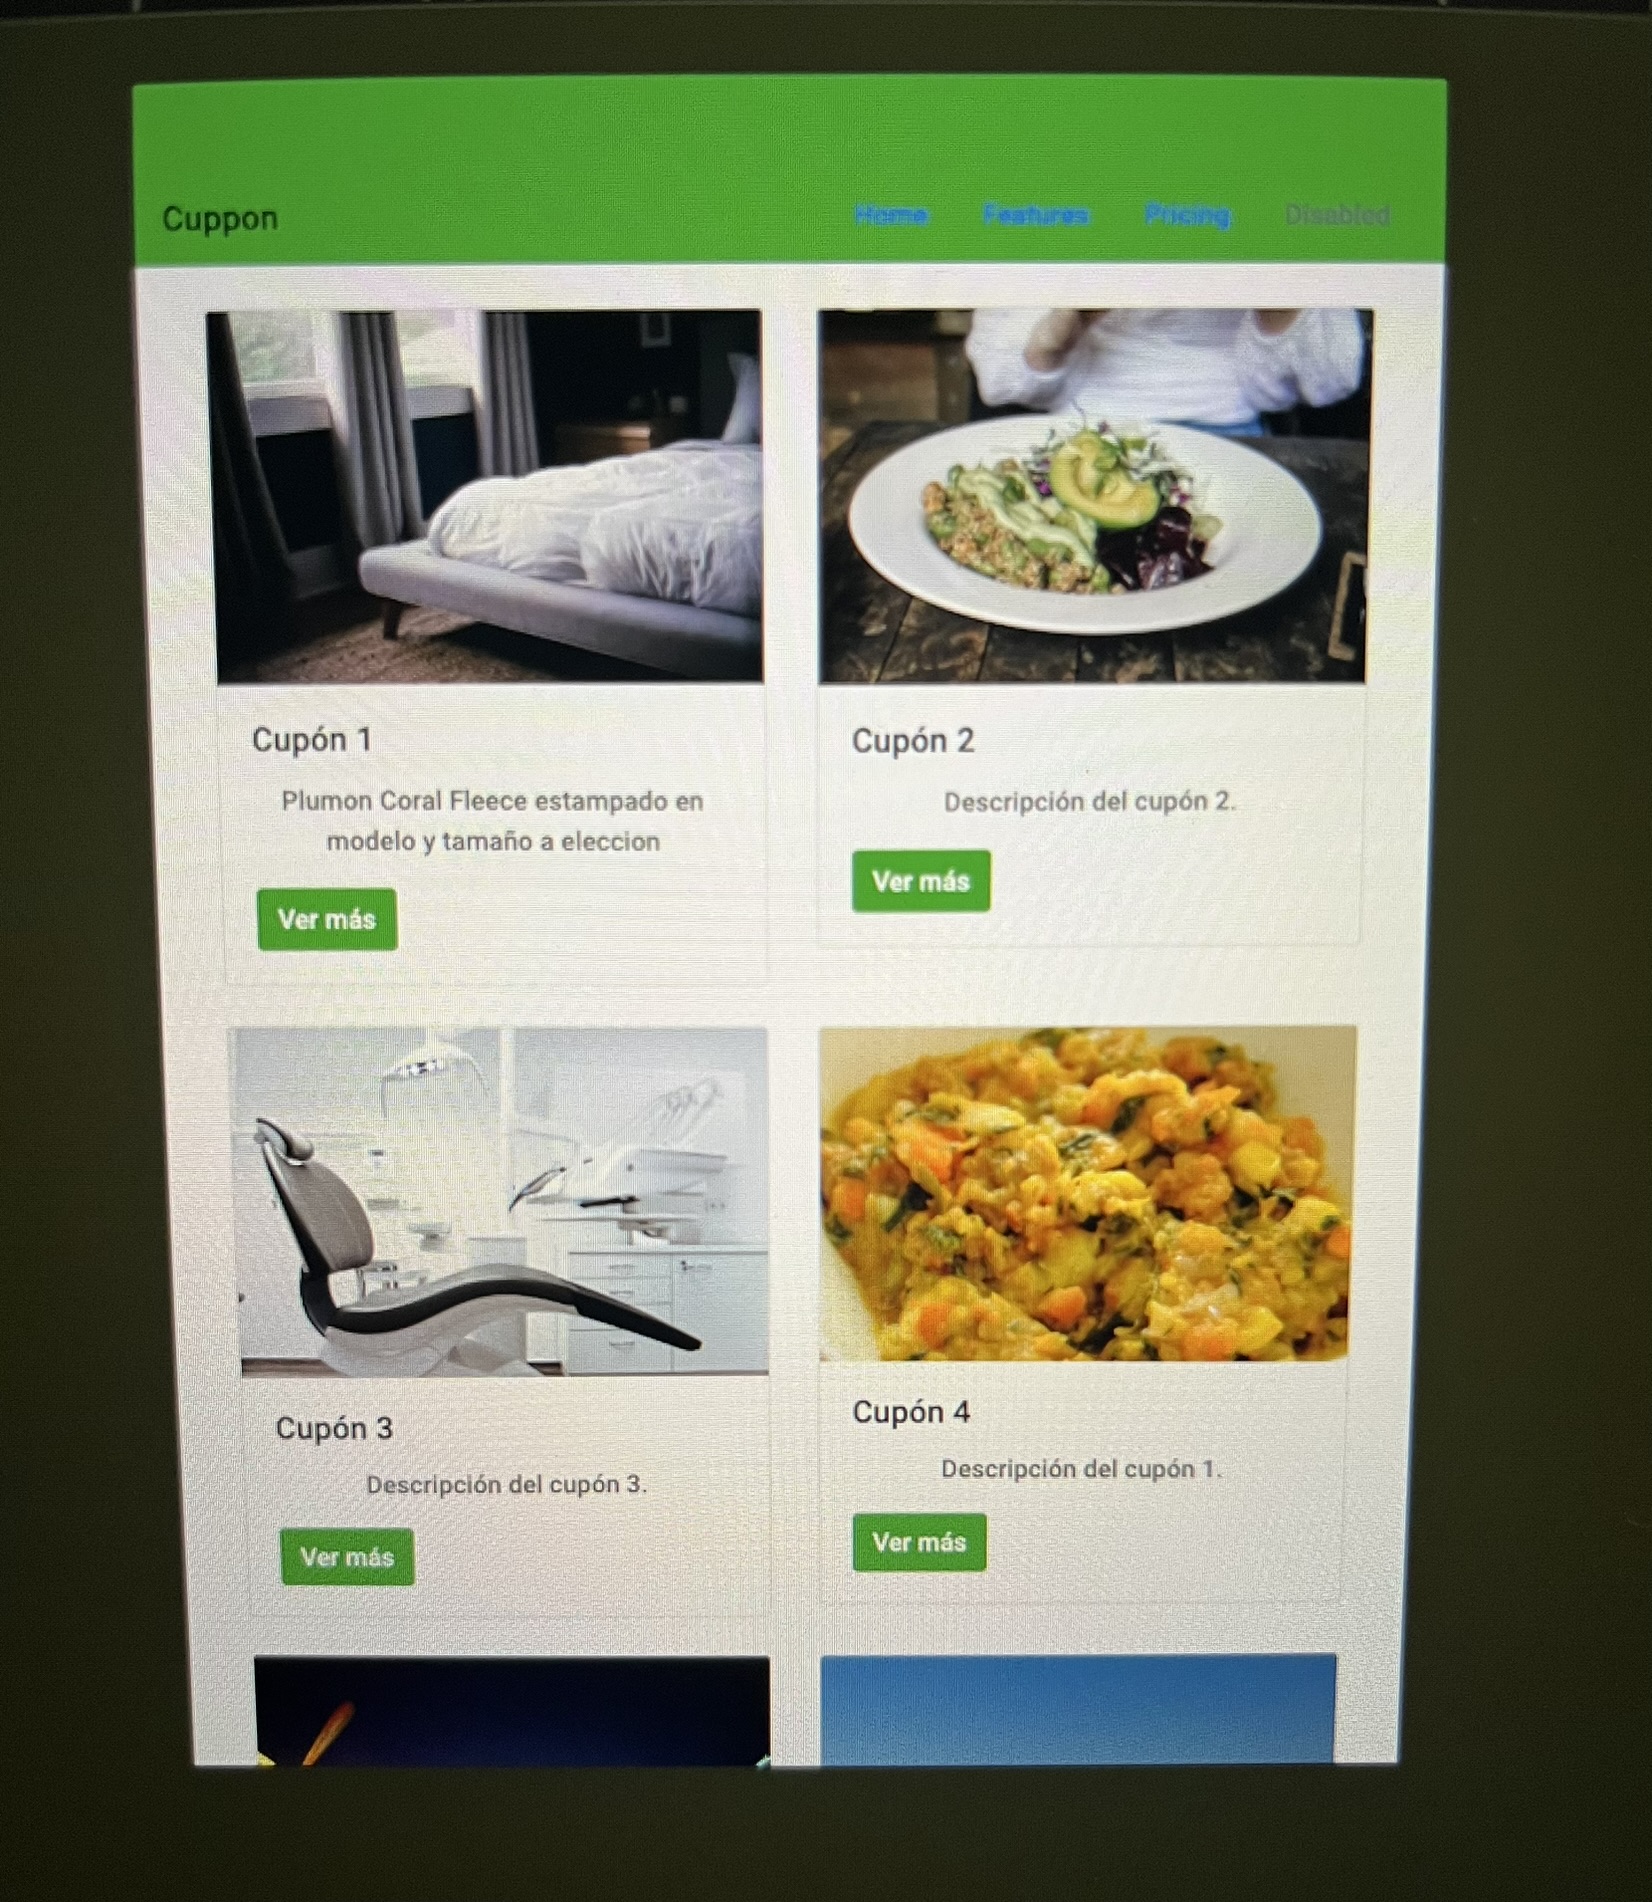 Cuppon
Home Features Pricing Disabled
Cupón 1
Plumon Coral Fleece estampado en
modelo y tamaño a eleccion
Ver más
Cupón 2
Descripción del cupón 2.
Ver más
Cupón 3
Descripción del cupón 3.
Ver más
Cupón 4
Descripción del cupón 1.
Ver más